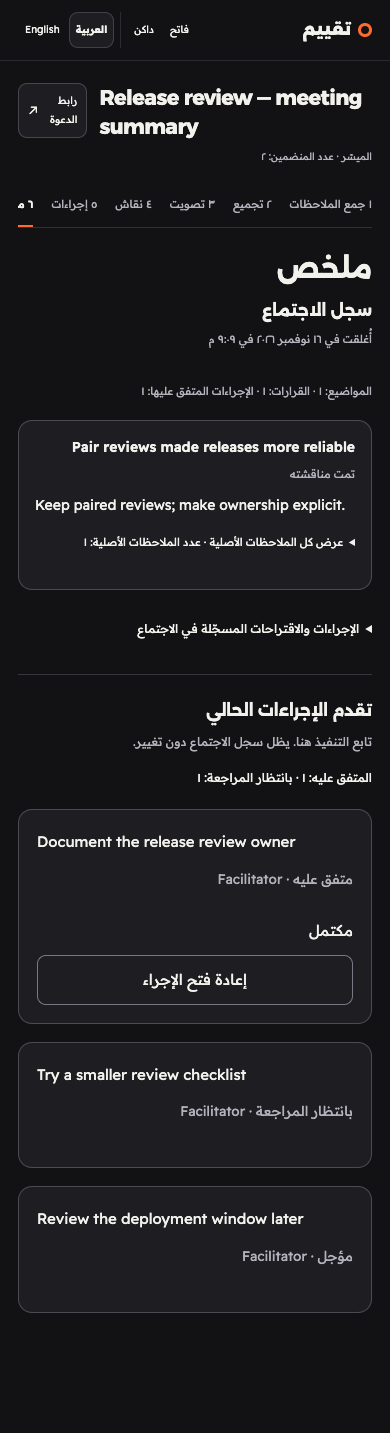 تقييم
فاتح
داكن
العربية
English
Release review — meeting
summary
رابط
الدعوة
الميسّر · عدد المنضمين: ٢
١ جمع الملاحظات
٢ تجميع
٣ تصويت
٤ نقاش
٥ إجراءات
٦
ملخص
سجل الاجتماع
أُغلقت في ١٦ نوفمبر ٢٠٢٦ في ٩:٠٩ م
المواضيع: ١ · القرارات: ١ · الإجراءات المتفق عليها: ١
Pair reviews made releases more reliable
تمت مناقشته
Keep paired reviews; make ownership explicit.
عرض كل الملاحظات الأصلية · عدد الملاحظات الأصلية: ١
الإجراءات والاقتراحات المسجّلة في الاجتماع
تقدم الإجراءات الحالي
تابع التنفيذ هنا. يظل سجل الاجتماع دون تغيير.
المتفق عليه: ١ · بانتظار المراجعة: ١
Document the release review owner
متفق عليه · Facilitator
مكتمل
إعادة فتح الإجراء
Try a smaller review checklist
بانتظار المراجعة · Facilitator
Review the deployment window later
مؤجل · Facilitator